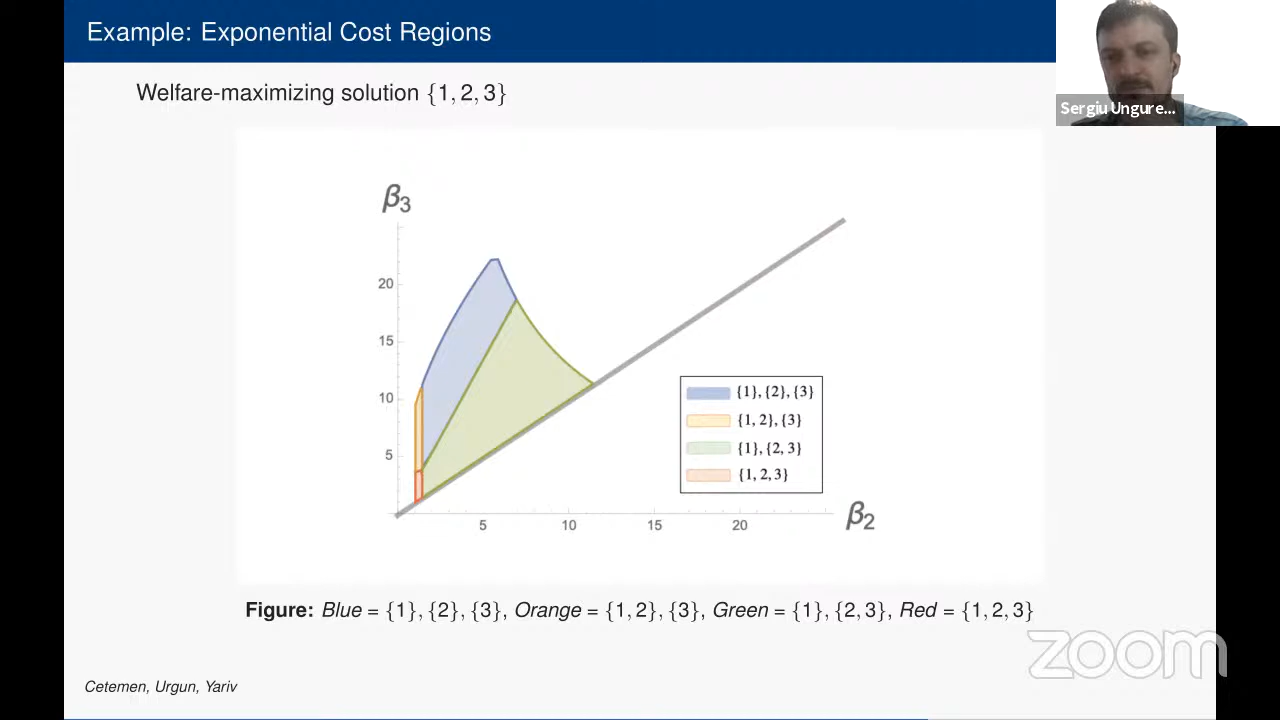 Example: Exponential Cost Regions
Sergiu Ungure...
Welfare-maximizing solution {1, 2, 3}
β3
20
15
10
5
5
10
15
20
β2
{1}, {2}, {3}
{1, 2}, {3}
{1}, {2, 3}
{1, 2, 3}
Figure: Blue = {1}, {2}, {3}, Orange = {1, 2}, {3}, Green = {1}, {2, 3}, Red = {1, 2, 3}
zoom
Cetemen, Urgun, Yariv